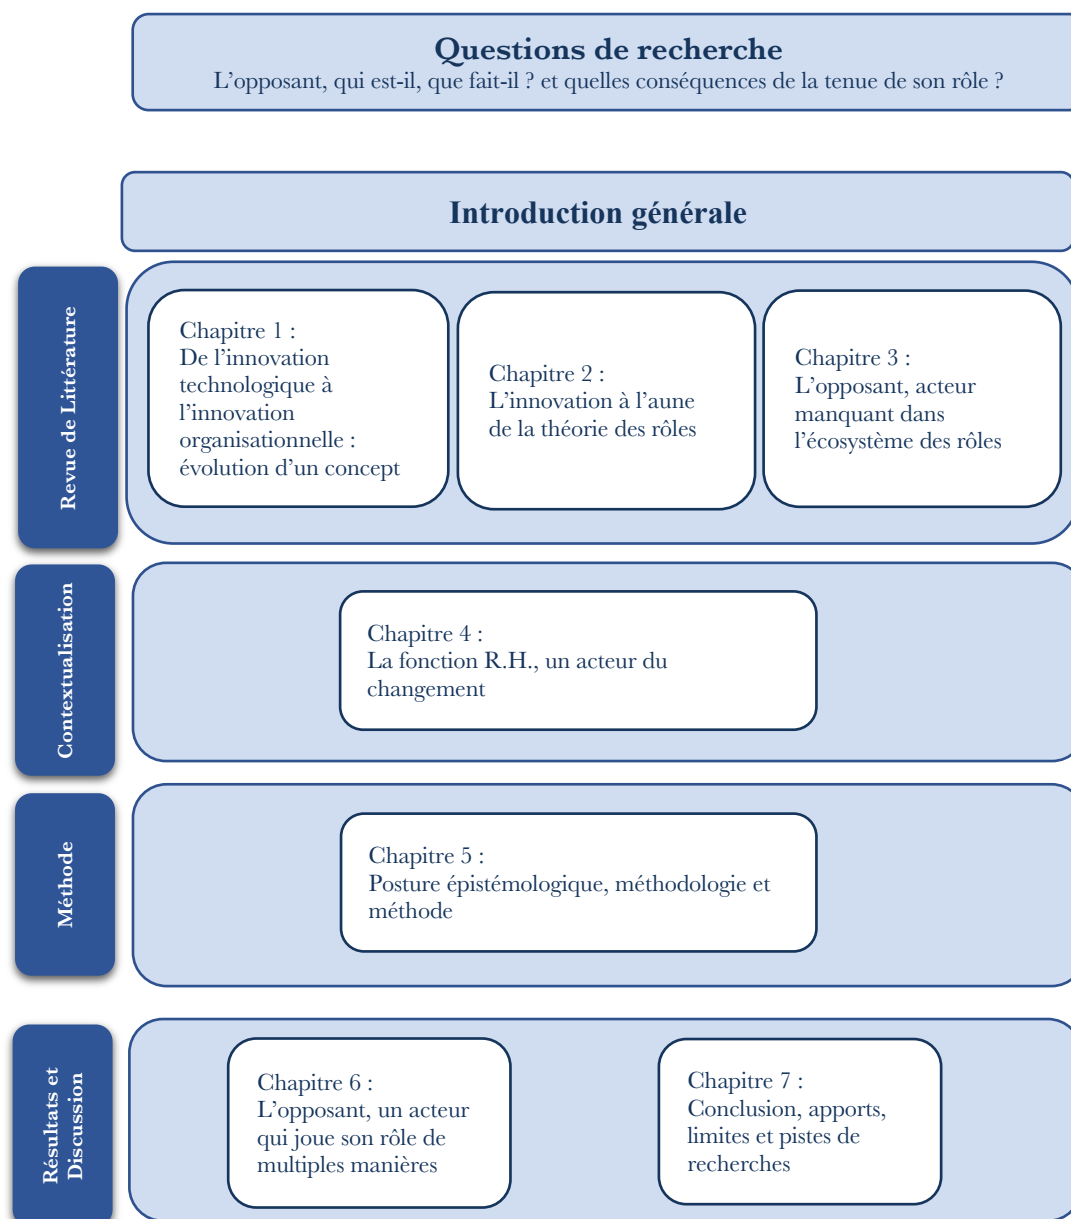 Questions de recherche
L’opposant, qui est-il, que fait-il ? et quelles conséquences de la tenue de son rôle ?
Introduction générale
Revue de Littérature
Chapitre 1 :
De l’innovation
technologique à
l’innovation
organisationnelle :
évolution d’un concept
Chapitre 2 :
L’innovation à l’aune
de la théorie des rôles
Chapitre 3 :
L’opposant, acteur
manquant dans
l’écosystème des rôles
Contextualisation
Chapitre 4 :
La fonction R.H., un acteur du
changement
Méthode
Chapitre 5 :
Posture épistémologique, méthodologie et
méthode
Résultats et
Discussion
Chapitre 6 :
L’opposant, un acteur
qui joue son rôle de
multiples manières
Chapitre 7 :
Conclusion, apports,
limites et pistes de
recherches